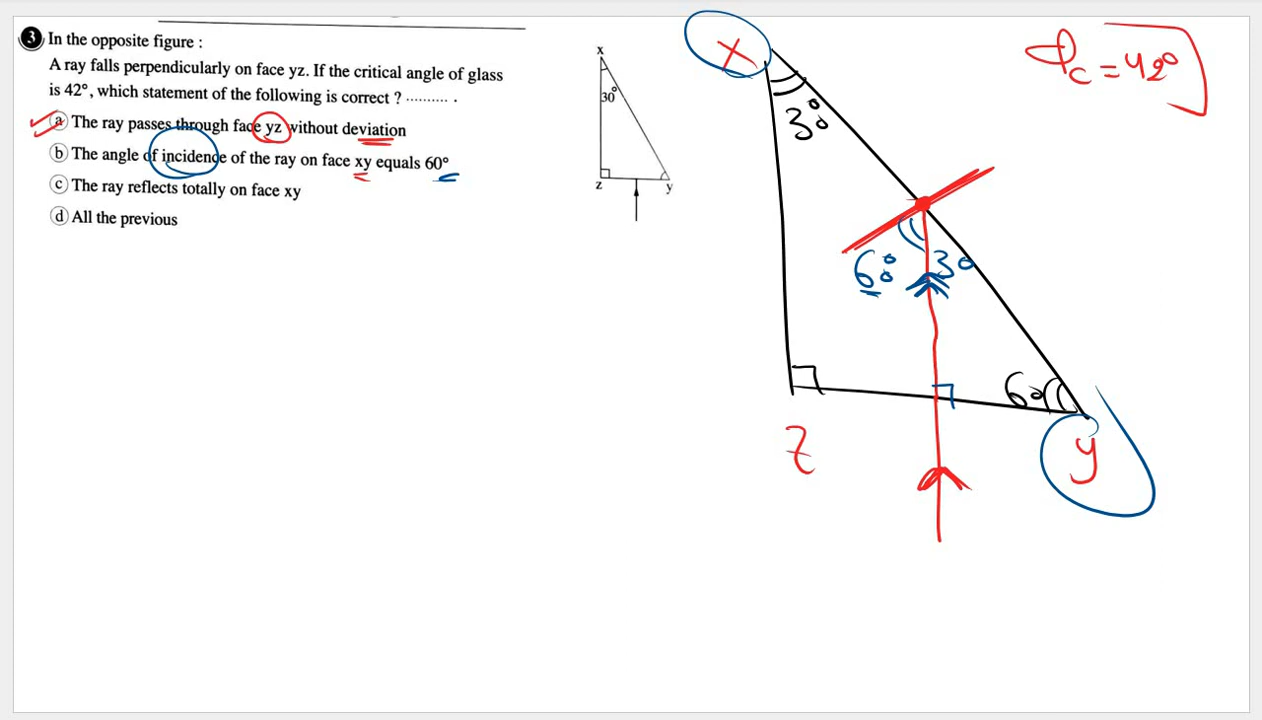 3 In the opposite figure :
A ray falls perpendicularly on face yz. If the critical angle of glass
is 42°, which statement of the following is correct ? .......... .
a The ray passes through face yz without deviation
b The angle of incidence of the ray on face xy equals 60°
c The ray reflects totally on face xy
d All the previous
x
30°
z
y
X
30°
60°
30
60
Z
y
ϕc = 42°